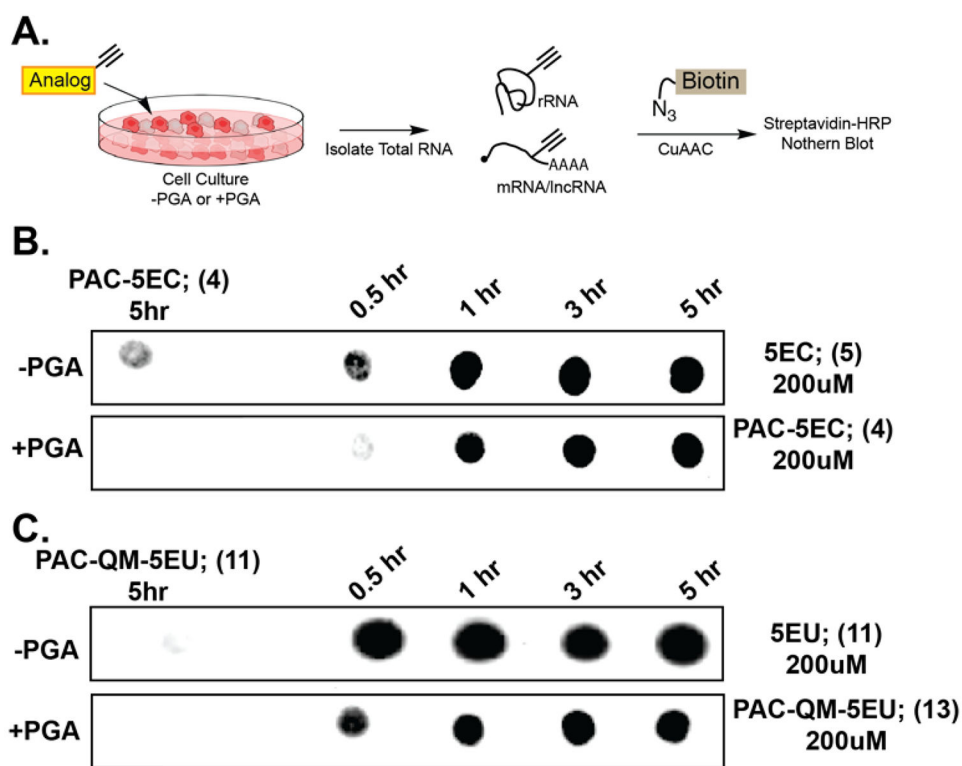 A.
Analog
Cell Culture
-PGA or +PGA
Isolate Total RNA
rRNA
AAAA
mRNA/lncRNA
N3
Biotin
CuAAC
Streptavidin-HRP
Nothern Blot
B.
PAC-5EC; (4)
5hr
0.5 hr
1 hr
3 hr
5 hr
-PGA
5EC; (5)
200uM
+PGA
PAC-5EC; (4)
200uM
C.
PAC-QM-5EU; (11)
5hr
0.5 hr
1 hr
3 hr
5 hr
-PGA
5EU; (11)
200uM
+PGA
PAC-QM-5EU; (13)
200uM